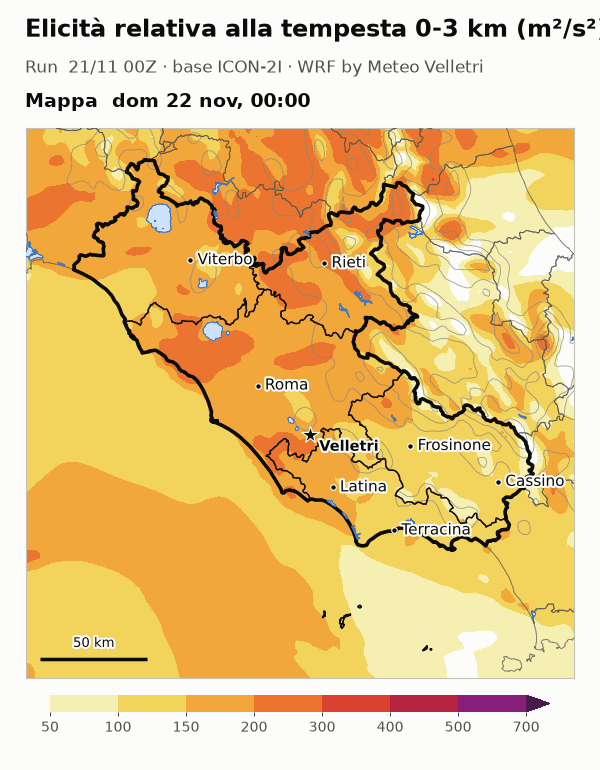 Elicità relativa alla tempesta 0-3 km (m²/s²)
Run  21/11 00Z · base ICON-2I · WRF by Meteo Velletri
Mappa  dom 22 nov, 00:00
Viterbo
Rieti
Roma
Velletri
Frosinone
Latina
Cassino
Terracina
50 km
50 100 150 200 300 400 500 700